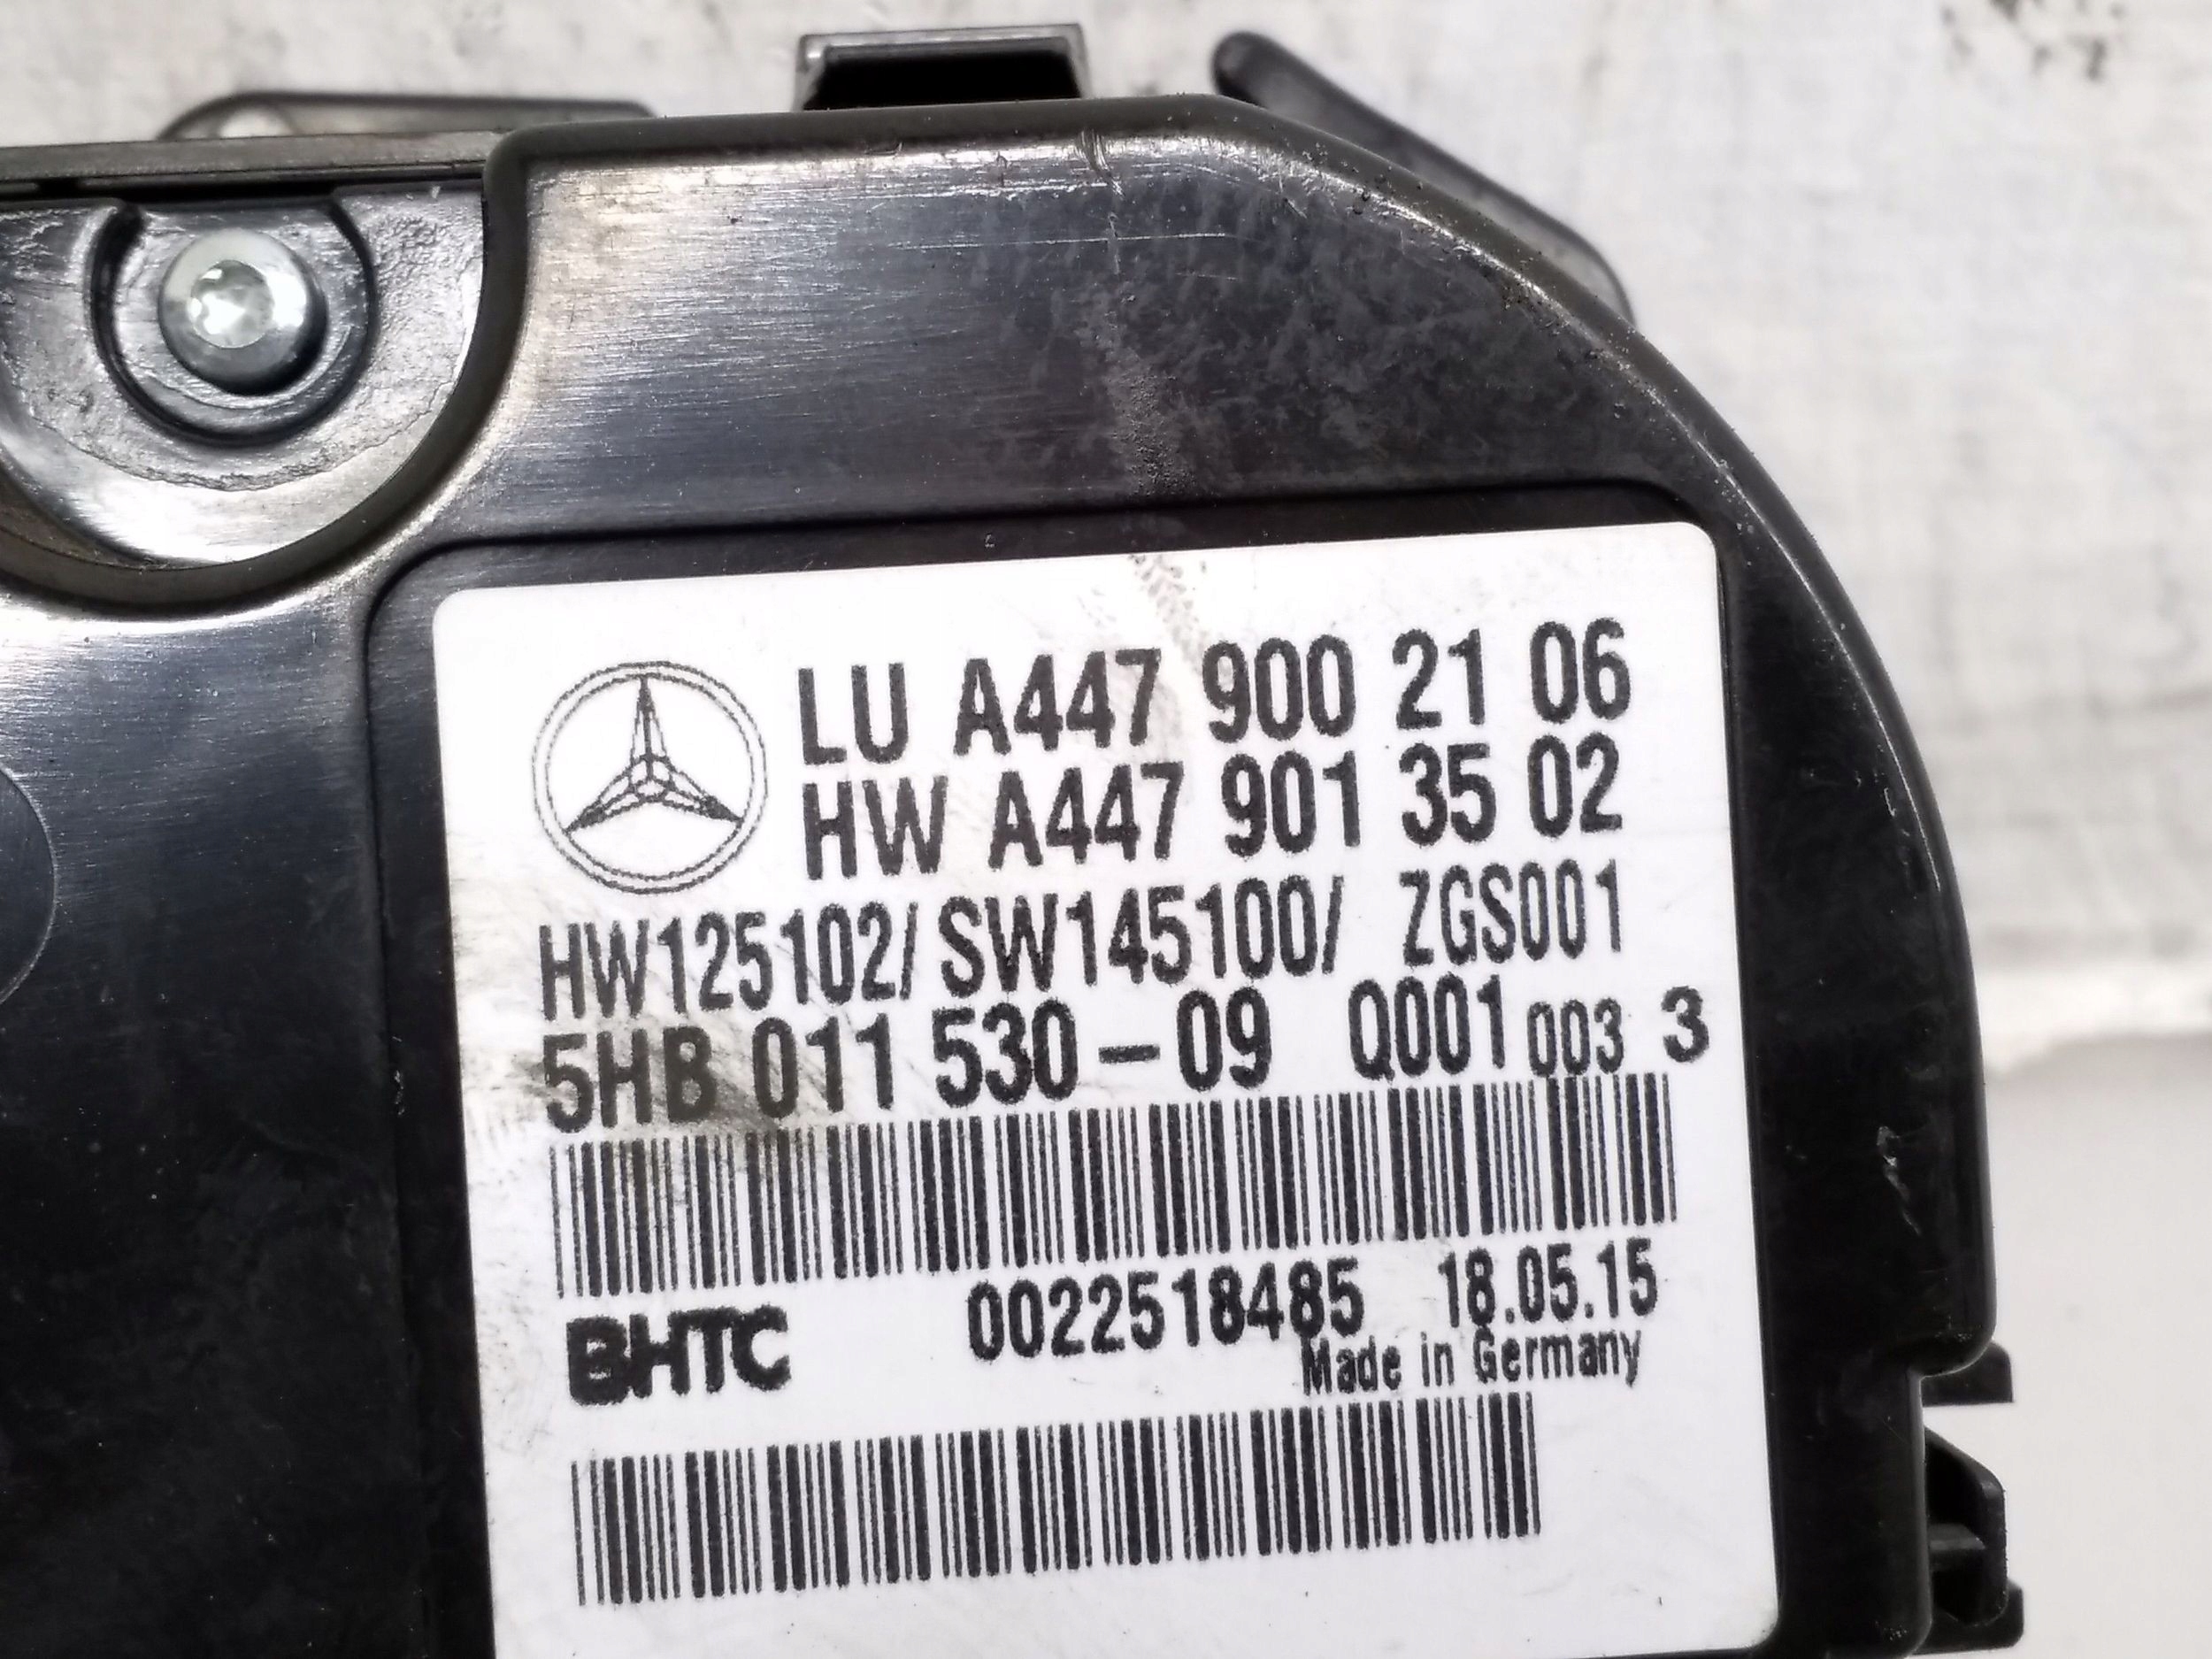 LU A447 900 21 06
HW A447 901 35 02
HW125102/ SW145100/ ZGS001
5HB 011 530-09 Q001 003 3
BHTC 0022518485 18.05.15
Made in Germany